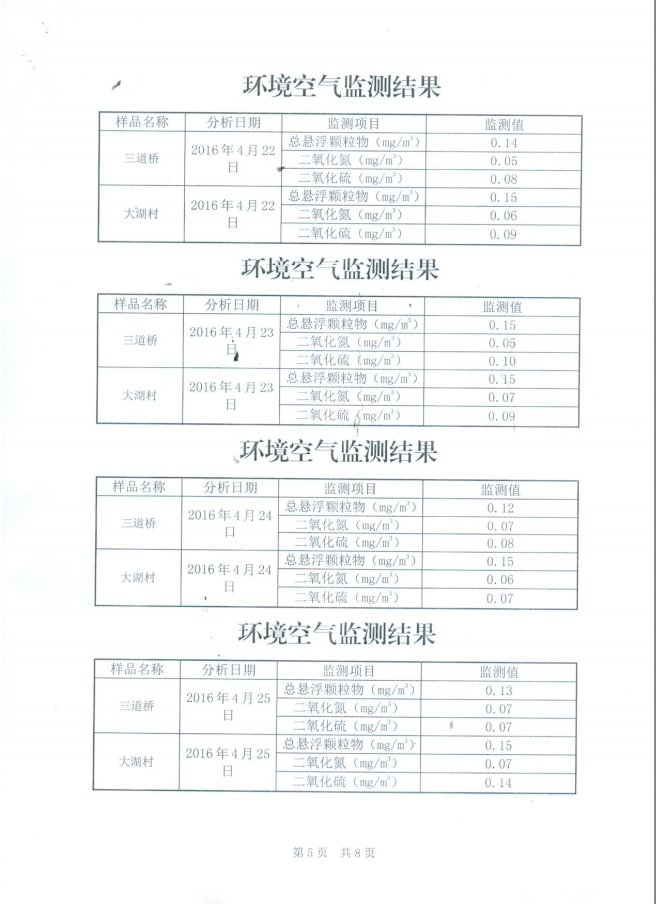 环境空气监测结果
样品名称 分析日期 监测项目 监测值
三道桥 2016年4月22日 总悬浮颗粒物（mg/m³） 0.14
二氧化氮（mg/m³） 0.05
二氧化硫（mg/m³） 0.08
大湖村 2016年4月22日 总悬浮颗粒物（mg/m³） 0.15
二氧化氮（mg/m³） 0.06
二氧化硫（mg/m³） 0.09
环境空气监测结果
样品名称 分析日期 监测项目 监测值
三道桥 2016年4月23日 总悬浮颗粒物（mg/m³） 0.15
二氧化氮（mg/m³） 0.05
二氧化硫（mg/m³） 0.10
大湖村 2016年4月23日 总悬浮颗粒物（mg/m³） 0.15
二氧化氮（mg/m³） 0.07
二氧化硫（mg/m³） 0.09
环境空气监测结果
样品名称 分析日期 监测项目 监测值
三道桥 2016年4月24日 总悬浮颗粒物（mg/m³） 0.12
二氧化氮（mg/m³） 0.07
二氧化硫（mg/m³） 0.08
大湖村 2016年4月24日 总悬浮颗粒物（mg/m³） 0.15
二氧化氮（mg/m³） 0.06
二氧化硫（mg/m³） 0.07
环境空气监测结果
样品名称 分析日期 监测项目 监测值
三道桥 2016年4月25日 总悬浮颗粒物（mg/m³） 0.13
二氧化氮（mg/m³） 0.07
二氧化硫（mg/m³） 0.07
大湖村 2016年4月25日 总悬浮颗粒物（mg/m³） 0.15
二氧化氮（mg/m³） 0.07
二氧化硫（mg/m³） 0.14
第5页 共8页